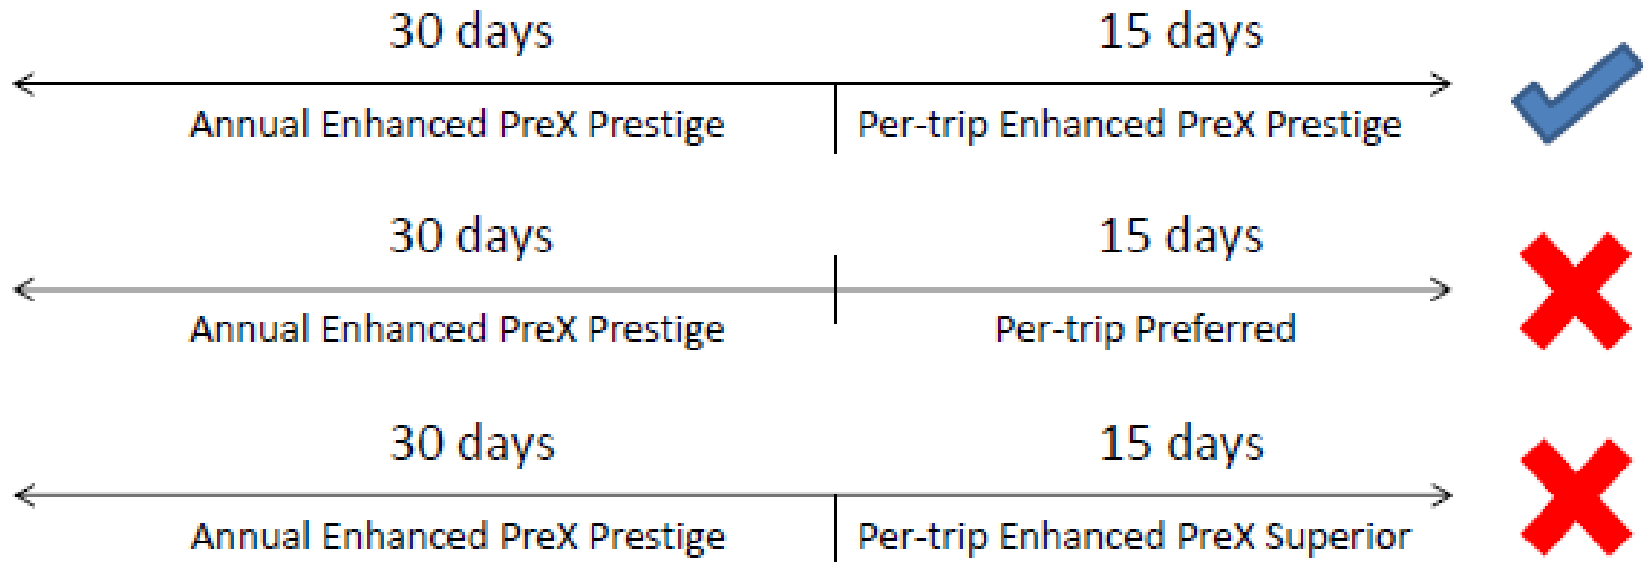 30 days 15 days
Annual Enhanced PreX Prestige Per-trip Enhanced PreX Prestige
30 days 15 days
Annual Enhanced PreX Prestige Per-trip Preferred
30 days 15 days
Annual Enhanced PreX Prestige Per-trip Enhanced PreX Superior